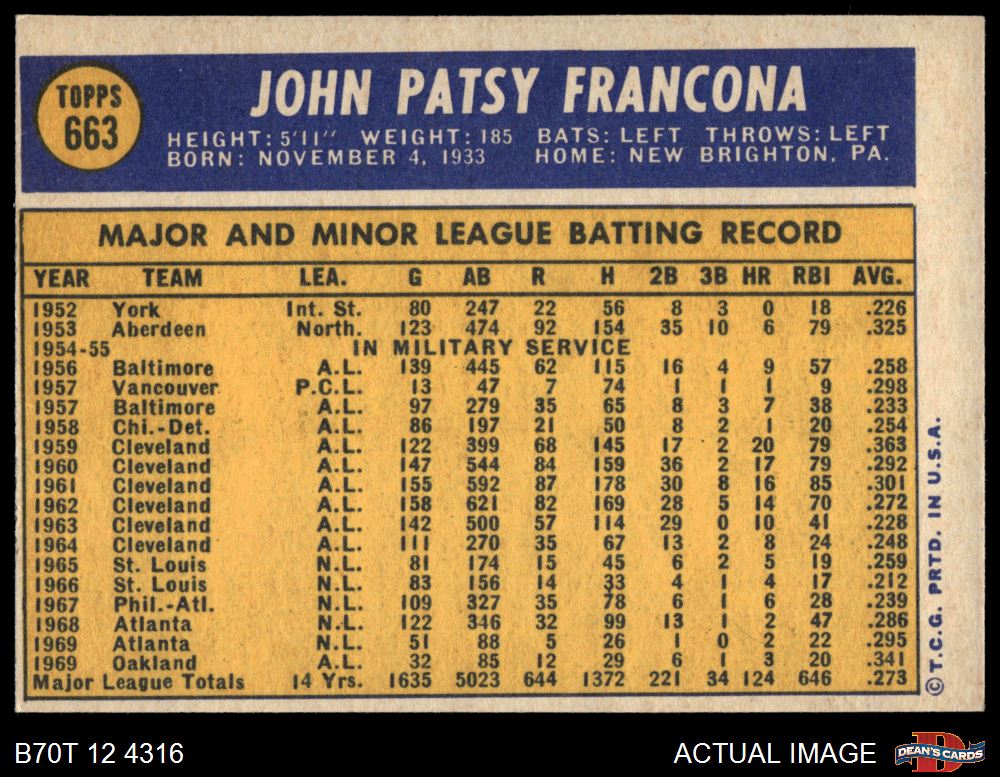 TOPPS
663
JOHN PATSY FRANCONA
HEIGHT: 5'11" WEIGHT: 185 BATS: LEFT THROWS: LEFT
BORN: NOVEMBER 4, 1933 HOME: NEW BRIGHTON, PA.
MAJOR AND MINOR LEAGUE BATTING RECORD
YEAR TEAM LEA. G AB R H 2B 3B HR RBI AVG.
1952 York Int. St. 80 247 22 56 8 3 0 18 .226
1953 Aberdeen North. 123 474 92 154 35 10 6 79 .325
1954-55 IN MILITARY SERVICE
1956 Baltimore A.L. 139 445 62 115 16 4 9 57 .258
1957 Vancouver P.C.L. 13 47 7 74 1 1 1 9 .298
1957 Baltimore A.L. 97 279 35 65 8 3 7 38 .233
1958 Chi.-Det. A.L. 86 197 21 50 8 2 1 20 .254
1959 Cleveland A.L. 122 399 68 145 17 2 20 79 .363
1960 Cleveland A.L. 147 544 84 159 36 2 17 79 .292
1961 Cleveland A.L. 155 592 87 178 30 8 16 85 .301
1962 Cleveland A.L. 158 621 82 169 28 5 14 70 .272
1963 Cleveland A.L. 142 500 57 114 29 0 10 41 .228
1964 Cleveland A.L. 111 270 35 67 13 2 8 24 .248
1965 St. Louis N.L. 81 174 15 45 6 2 5 19 .259
1966 St. Louis N.L. 83 156 14 33 4 1 4 17 .212
1967 Phil.-Atl. N.L. 109 327 35 78 6 1 6 28 .239
1968 Atlanta N.L. 122 346 32 99 13 1 2 47 .286
1969 Atlanta N.L. 51 88 5 26 1 0 2 22 .295
1969 Oakland A.L. 32 85 12 29 6 1 3 20 .341
Major League Totals 14 Yrs. 1635 5023 644 1372 221 34 124 646 .273
©T.C.G. PRTD. IN U.S.A.
B70T 12 4316
ACTUAL IMAGE
D
DEAN'S CARDS